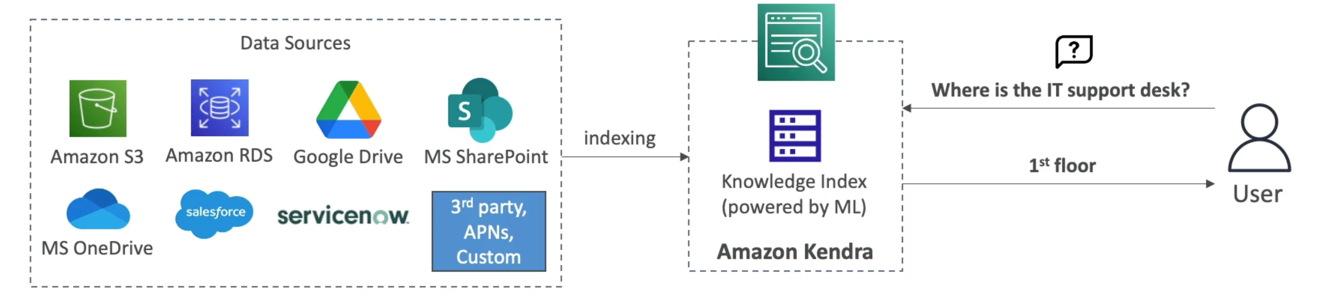 Data Sources
Amazon S3
Amazon RDS
Google Drive
S
MS SharePoint
MS OneDrive
salesforce
servicenow
3rd party,
APNs,
Custom
indexing
Knowledge Index
(powered by ML)
Amazon Kendra
?
Where is the IT support desk?
1st floor
User